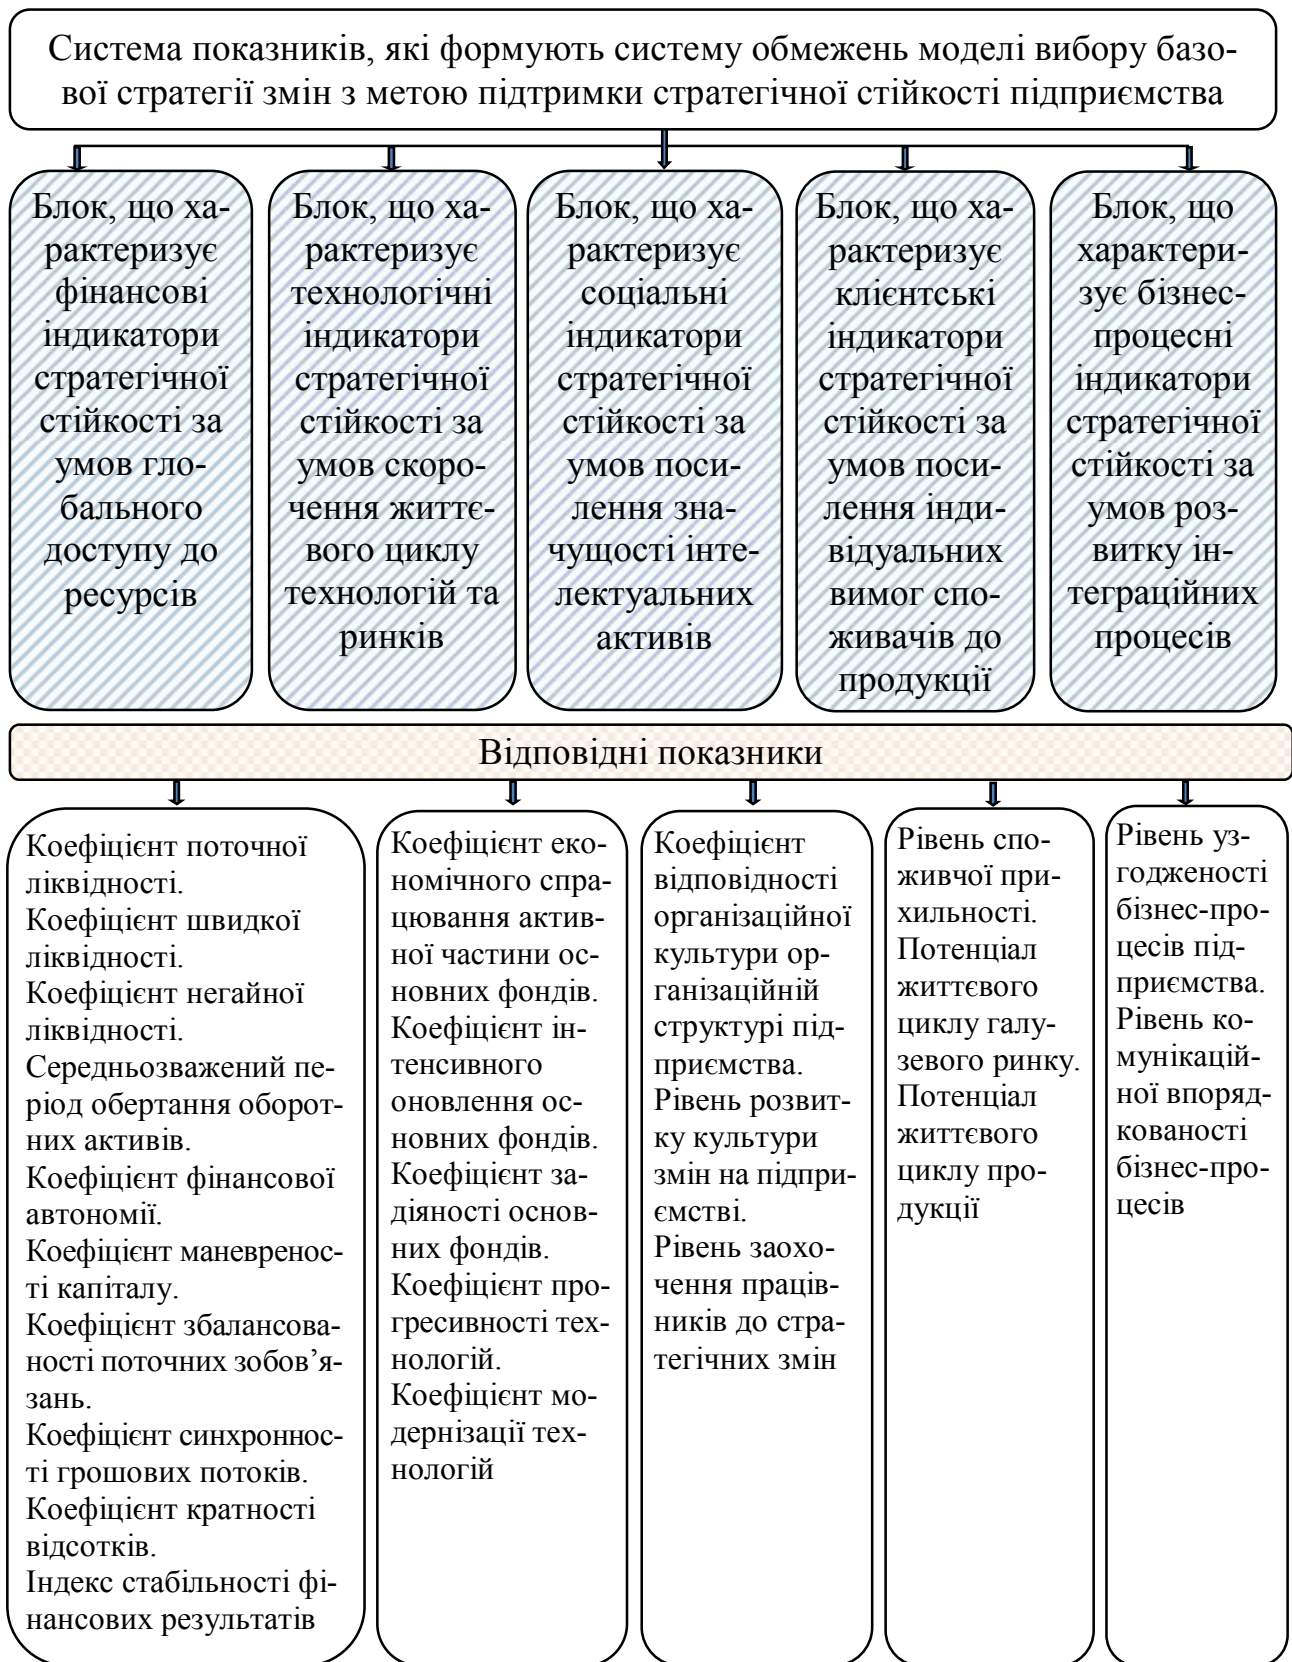 Система показників, які формують систему обмежень моделі вибору базо-
вої стратегії змін з метою підтримки стратегічної стійкості підприємства
Блок, що ха-
рактеризує
фінансові
індикатори
стратегічної
стійкості за
умов гло-
бального
доступу до
ресурсів
Блок, що ха-
рактеризує
технологічні
індикатори
стратегічної
стійкості за
умов скоро-
чення життє-
вого циклу
технологій та
ринків
Блок, що ха-
рактеризує
соціальні
індикатори
стратегічної
стійкості за
умов поси-
лення зна-
чущості інте-
лектуальних
активів
Блок, що ха-
рактеризує
клієнтські
індикатори
стратегічної
стійкості за
умов поси-
лення інди-
відуальних
вимог спо-
живачів до
продукції
Блок, що
характери-
зує бізнес-
процесні
індикатори
стратегічної
стійкості за
умов роз-
витку ін-
теграційних
процесів
Відповідні показники
Коефіцієнт поточної
ліквідності.
Коефіцієнт швидкої
ліквідності.
Коефіцієнт негайної
ліквідності.
Середньозважений пе-
ріод обертання оборот-
них активів.
Коефіцієнт фінансової
автономії.
Коефіцієнт маневренос-
ті капіталу.
Коефіцієнт збалансова-
ності поточних зобов’я-
зань.
Коефіцієнт синхроннос-
ті грошових потоків.
Коефіцієнт кратності
відсотків.
Індекс стабільності фі-
нансових результатів
Коефіцієнт еко-
номічного спра-
цювання актив-
ної частини ос-
новних фондів.
Коефіцієнт ін-
тенсивного
оновлення ос-
новних фондів.
Коефіцієнт за-
діяності основ-
них фондів.
Коефіцієнт про-
гресивності тех-
нологій.
Коефіцієнт мо-
дернізації тех-
нологій
Коефіцієнт
відповідності
організаційної
культури ор-
ганізаційній
структурі під-
приємства.
Рівень розвит-
ку культури
змін на підпри-
ємстві.
Рівень заохо-
чення праців-
ників до стра-
тегічних змін
Рівень спо-
живчої при-
хильності.
Потенціал
життєвого
циклу галу-
зевого ринку.
Потенціал
життєвого
циклу про-
дукції
Рівень уз-
годженості
бізнес-про-
цесів під-
приємства.
Рівень ко-
мунікацій-
ної впоряд-
кованості
бізнес-про-
цесів